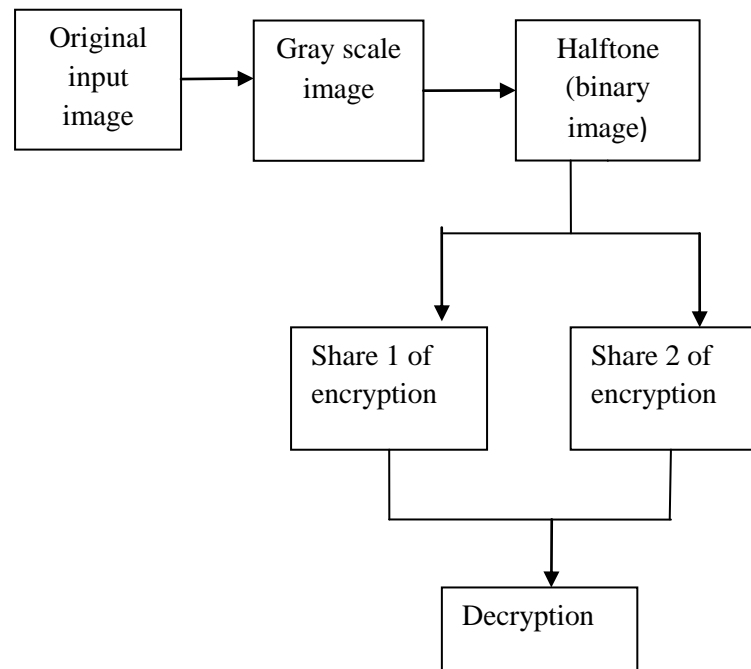 Original
input
image
Gray scale
image
Halftone
(binary
image)
Share 1 of
encryption
Share 2 of
encryption
Decryption